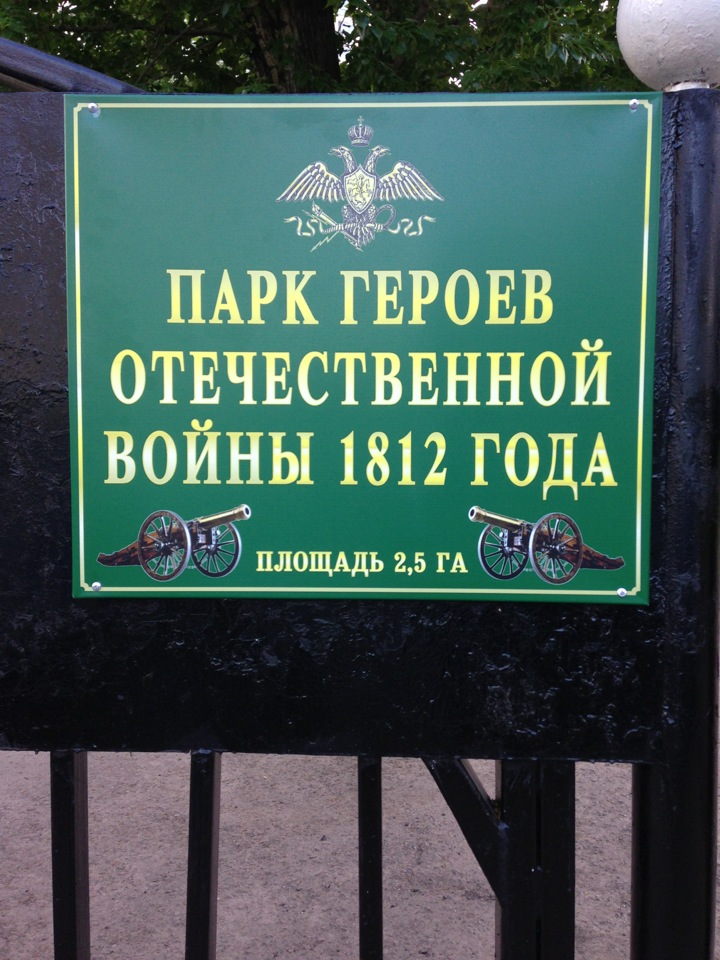 ПАРК ГЕРОЕВ
ОТЕЧЕСТВЕННОЙ
ВОЙНЫ 1812 ГОДА
ПЛОЩАДЬ 2,5 ГА